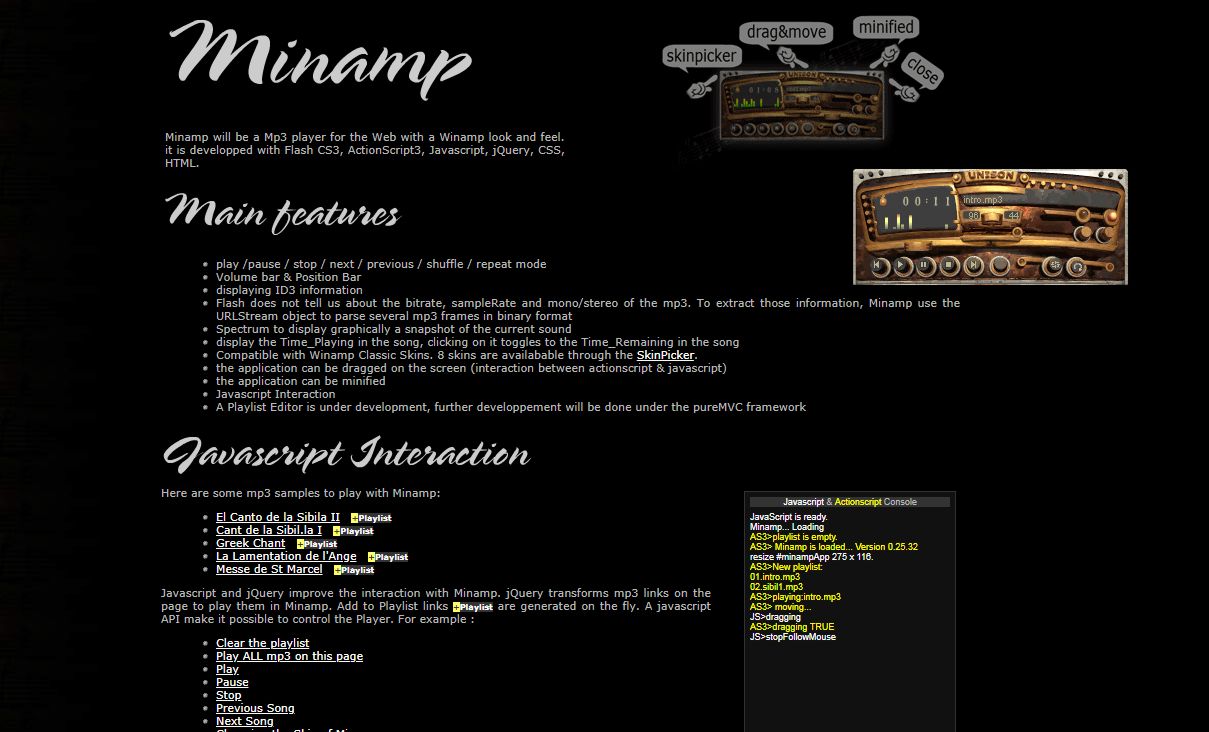 Minamp
skinpicker
drag&move
minified
close
UNISON
01:08
Minamp will be a Mp3 player for the Web with a Winamp look and feel.
it is developped with Flash CS3, ActionScript3, Javascript, jQuery, CSS,
HTML.
UNISON
00:11
intro.mp3
96
44
Main features
play /pause / stop / next / previous / shuffle / repeat mode
Volume bar & Position Bar
displaying ID3 information
Flash does not tell us about the bitrate, sampleRate and mono/stereo of the mp3. To extract those information, Minamp use the
URLStream object to parse several mp3 frames in binary format
Spectrum to display graphically a snapshot of the current sound
display the Time_Playing in the song, clicking on it toggles to the Time_Remaining in the song
Compatible with Winamp Classic Skins. 8 skins are availabable through the SkinPicker.
the application can be dragged on the screen (interaction between actionscript & javascript)
the application can be minified
Javascript Interaction
A Playlist Editor is under development, further developpement will be done under the pureMVC framework
Javascript Interaction
Here are some mp3 samples to play with Minamp:
El Canto de la Sibila II +Playlist
Cant de la Sibil.la I +Playlist
Greek Chant +Playlist
La Lamentation de l'Ange +Playlist
Messe de St Marcel +Playlist
Javascript and jQuery improve the interaction with Minamp. jQuery transforms mp3 links on the
page to play them in Minamp. Add to Playlist links +Playlist are generated on the fly. A javascript
API make it possible to control the Player. For example :
Clear the playlist
Play ALL mp3 on this page
Play
Pause
Stop
Previous Song
Next Song
Javascript & Actionscript Console
JavaScript is ready.
Minamp... Loading
AS3>playlist is empty.
AS3> Minamp is loaded... Version 0.25.32
resize #minampApp 275 x 116.
AS3>New playlist:
01.intro.mp3
02.sibil1.mp3
AS3>playing:intro.mp3
AS3> moving...
JS>dragging
AS3>dragging TRUE
JS>stopFollowMouse